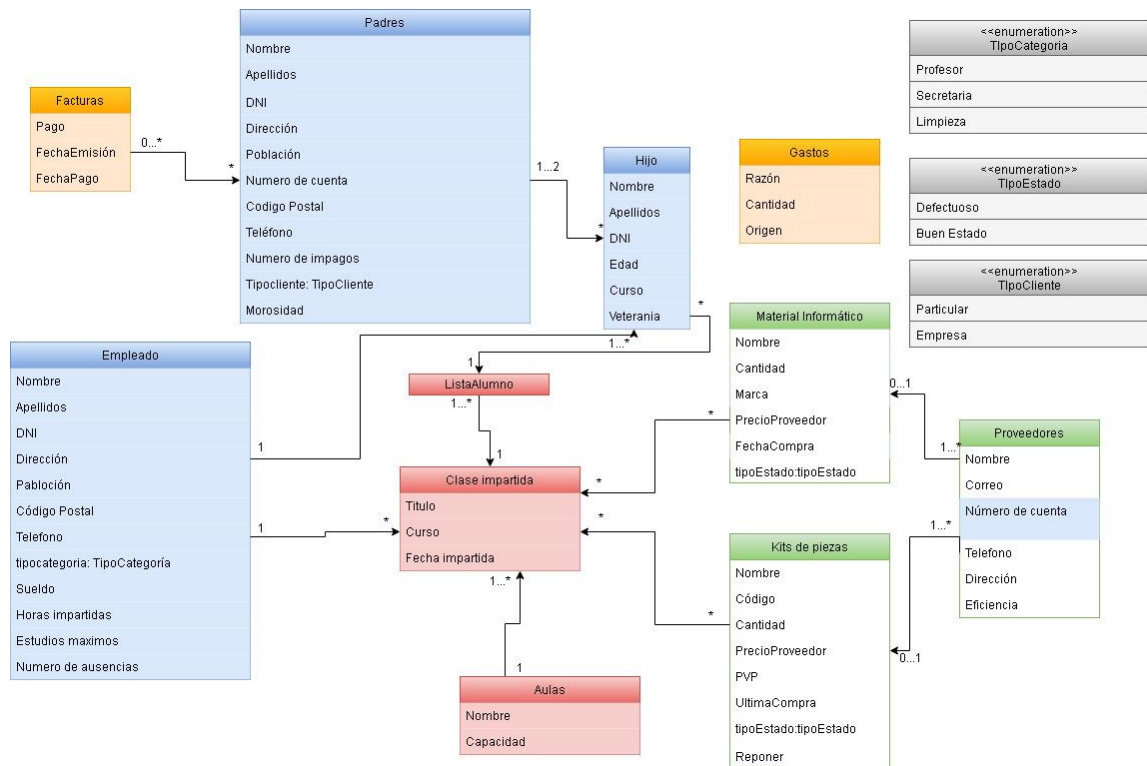 Padres
Nombre
Apellidos
DNI
Dirección
Población
Numero de cuenta
Codigo Postal
Teléfono
Numero de impagos
Tipocliente: TipoCliente
Morosidad
Facturas
Pago
FechaEmisión
FechaPago
0...*
*
1...2
*
Hijo
Nombre
Apellidos
DNI
Edad
Curso
Veterania
Gastos
Razón
Cantidad
Origen
<<enumeration>>
TIpoCategoria
Profesor
Secretaria
Limpieza
<<enumeration>>
TIpoEstado
Defectuoso
Buen Estado
<<enumeration>>
TIpoCliente
Particular
Empresa
Empleado
Nombre
Apellidos
DNI
Dirección
Pabloción
Código Postal
Telefono
tipocategoria: TipoCategoría
Sueldo
Horas impartidas
Estudios maximos
Numero de ausencias
1
1...*
*
1
ListaAlumno
1...*
1
1
*
Clase impartida
Titulo
Curso
Fecha impartida
*
*
*
*
1...*
1
Aulas
Nombre
Capacidad
Material Informático
Nombre
Cantidad
Marca
PrecioProveedor
FechaCompra
tipoEstado:tipoEstado
0...1
1...*
Kits de piezas
Nombre
Código
Cantidad
PrecioProveedor
PVP
UltimaCompra
tipoEstado:tipoEstado
Reponer
1...*
0...1
Proveedores
Nombre
Correo
Número de cuenta
Telefono
Dirección
Eficiencia